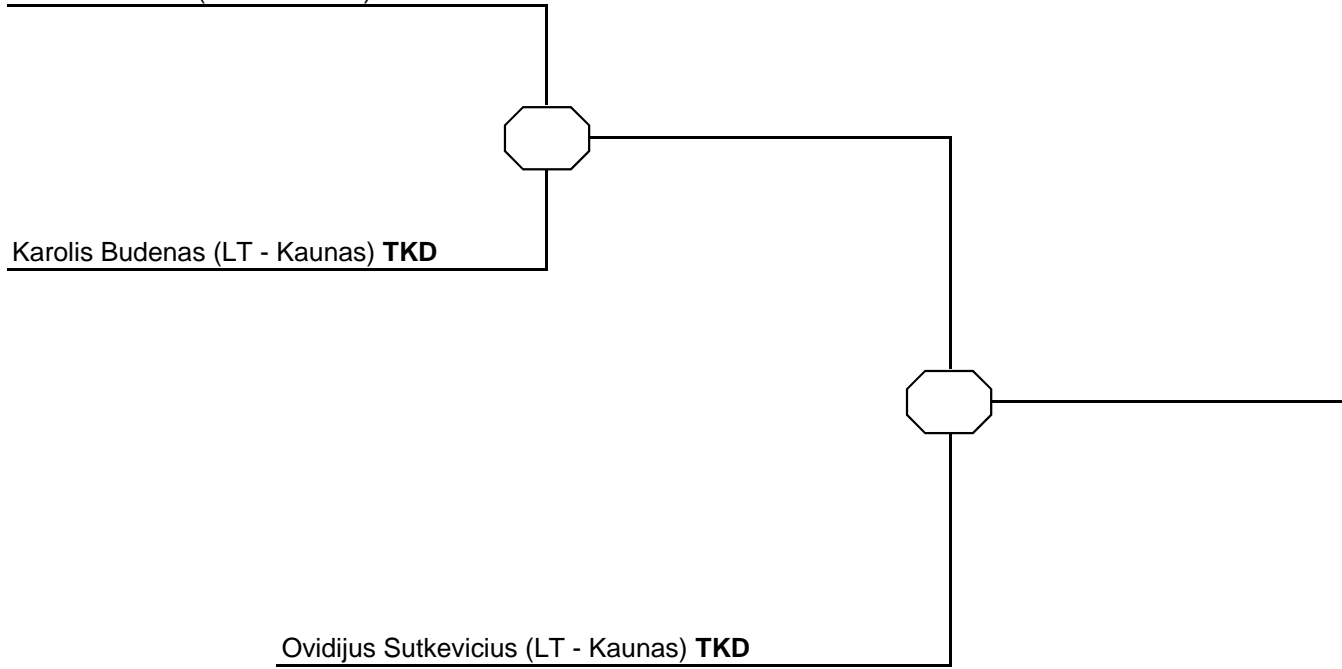 Karolis Budenas (LT - Kaunas) TKD
Ovidijus Sutkevicius (LT - Kaunas) TKD